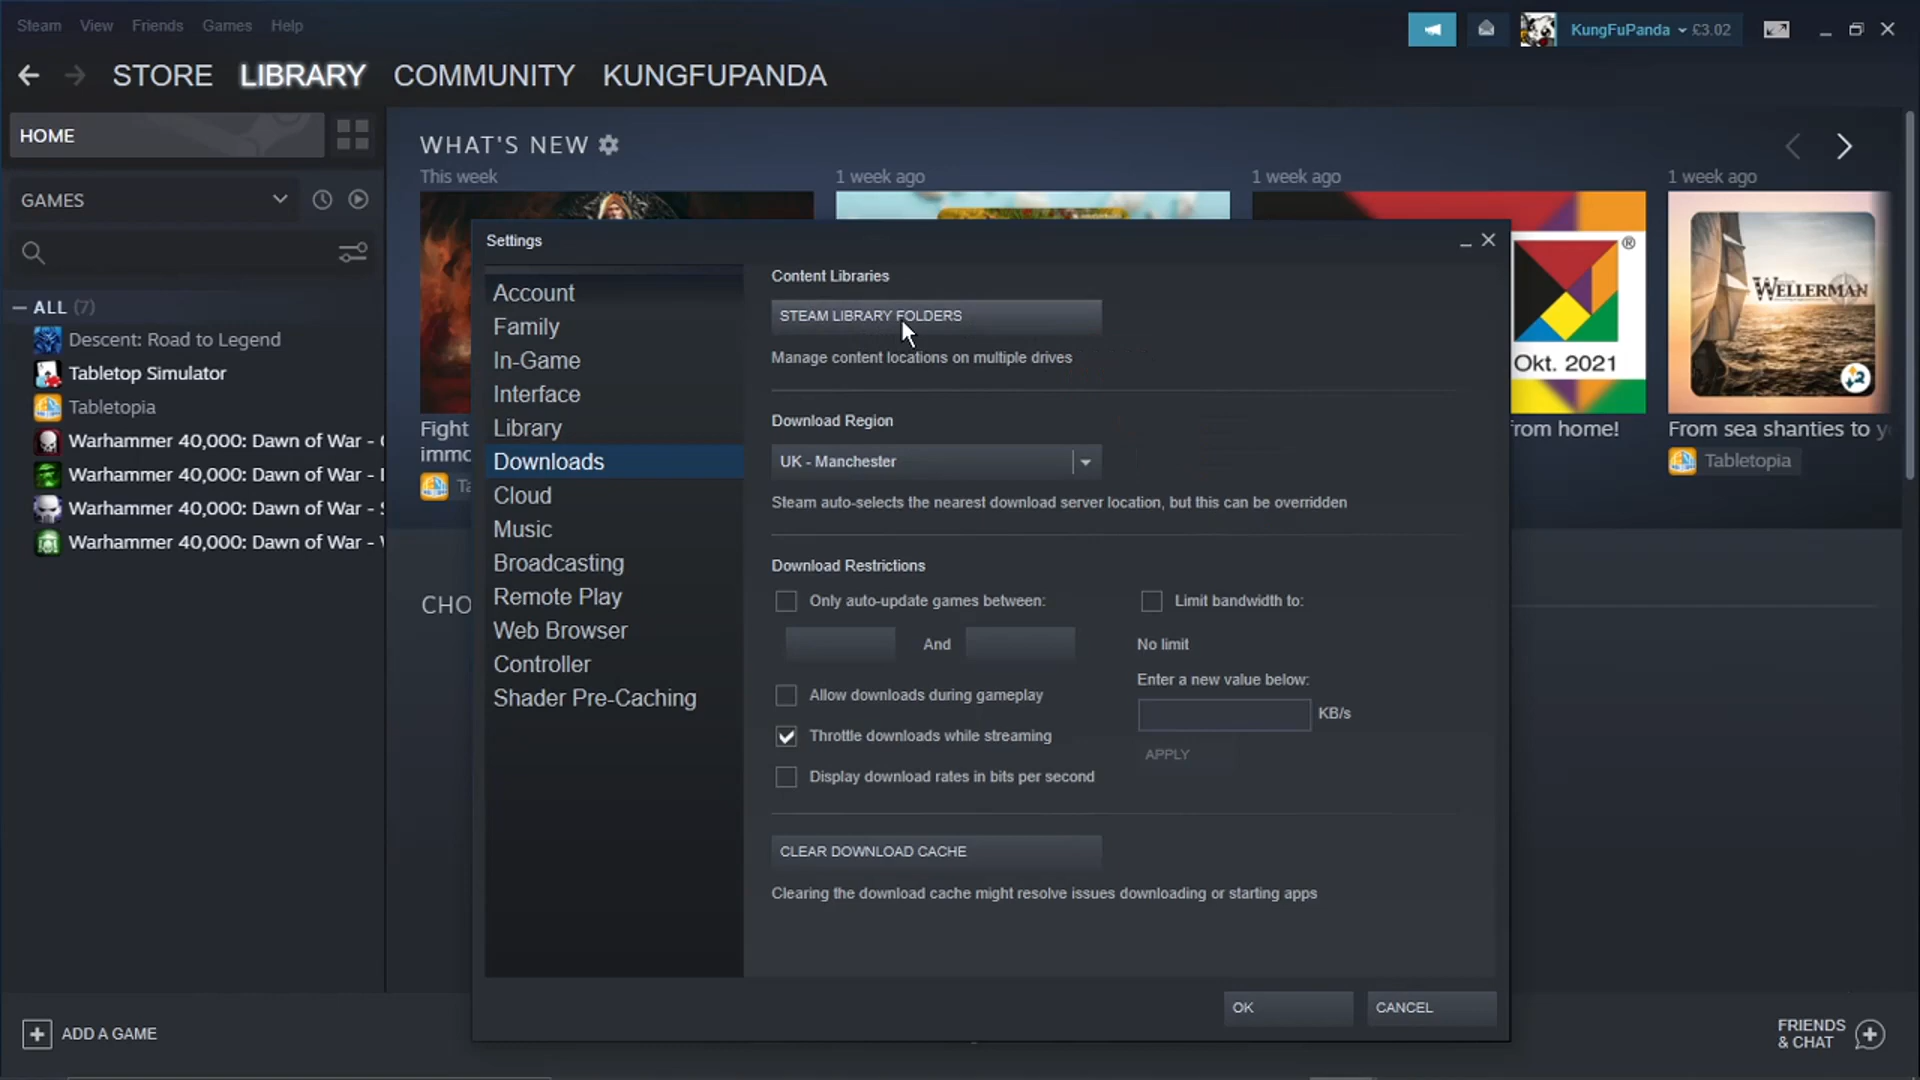 Steam View Friends Games Help
KungFuPanda £3.02
STORE LIBRARY COMMUNITY KUNGFUPANDA
HOME
GAMES
ALL (7)
Descent: Road to Legend
Tabletop Simulator
Tabletopia
Warhammer 40,000: Dawn of War -
Warhammer 40,000: Dawn of War -
Warhammer 40,000: Dawn of War -
Warhammer 40,000: Dawn of War -
ADD A GAME
WHAT'S NEW
This week
1 week ago
1 week ago
1 week ago
Fight
Okt. 2021
®
WELLERMAN
from home!
From sea shanties to
Tabletopia
Settings
Account
Family
In-Game
Interface
Library
Downloads
Cloud
Music
Broadcasting
Remote Play
Web Browser
Controller
Shader Pre-Caching
Content Libraries
STEAM LIBRARY FOLDERS
Manage content locations on multiple drives
Download Region
UK - Manchester
Steam auto-selects the nearest download server location, but this can be overridden
Download Restrictions
Only auto-update games between:
And
Allow downloads during gameplay
Throttle downloads while streaming
Display download rates in bits per second
Limit bandwidth to:
No limit
Enter a new value below:
KB/s
APPLY
CLEAR DOWNLOAD CACHE
Clearing the download cache might resolve issues downloading or starting apps
OK CANCEL
FRIENDS
& CHAT